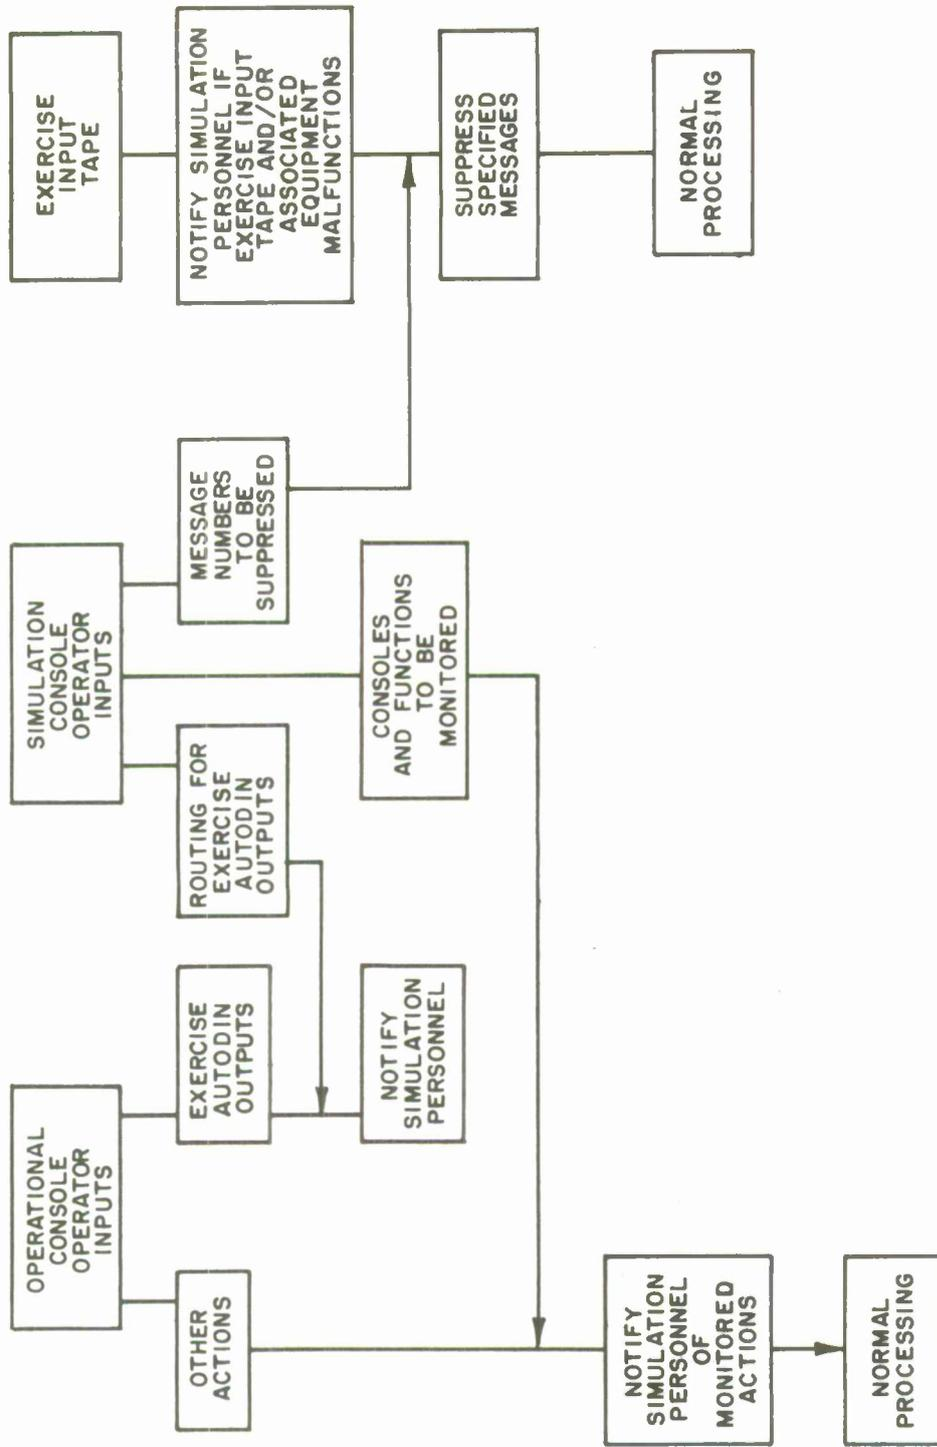 OPERATIONAL
CONSOLE
OPERATOR
INPUTS
SIMULATION
CONSOLE
OPERATOR
INPUTS
EXERCISE
INPUT
TAPE
OTHER
ACTIONS
EXERCISE
AUTODIN
OUTPUTS
ROUTING FOR
EXERCISE
AUTODIN
OUTPUTS
MESSAGE
NUMBERS
TO BE
SUPPRESSED
NOTIFY SIMULATION
PERSONNEL IF
EXERCISE INPUT
TAPE AND/OR
ASSOCIATED
EQUIPMENT
MALFUNCTIONS
NOTIFY
SIMULATION
PERSONNEL
CONSOLES
AND FUNCTIONS
TO BE
MONITORED
SUPPRESS
SPECIFIED
MESSAGES
NOTIFY
SIMULATION
PERSONNEL
OF
MONITORED
ACTIONS
NORMAL
PROCESSING
NORMAL
PROCESSING